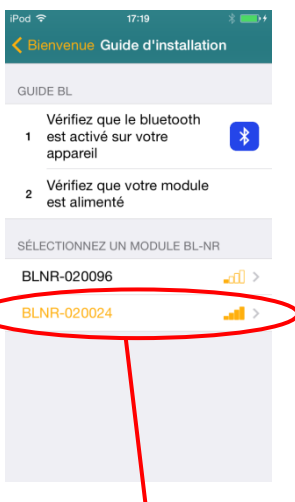 iPod 17:19
Bienvenue Guide d'installation
GUIDE BL
1 Vérifiez que le bluetooth
est activé sur votre
appareil
2 Vérifiez que votre module
est alimenté
SÉLECTIONNEZ UN MODULE BL-NR
BLNR-020096
BLNR-020024